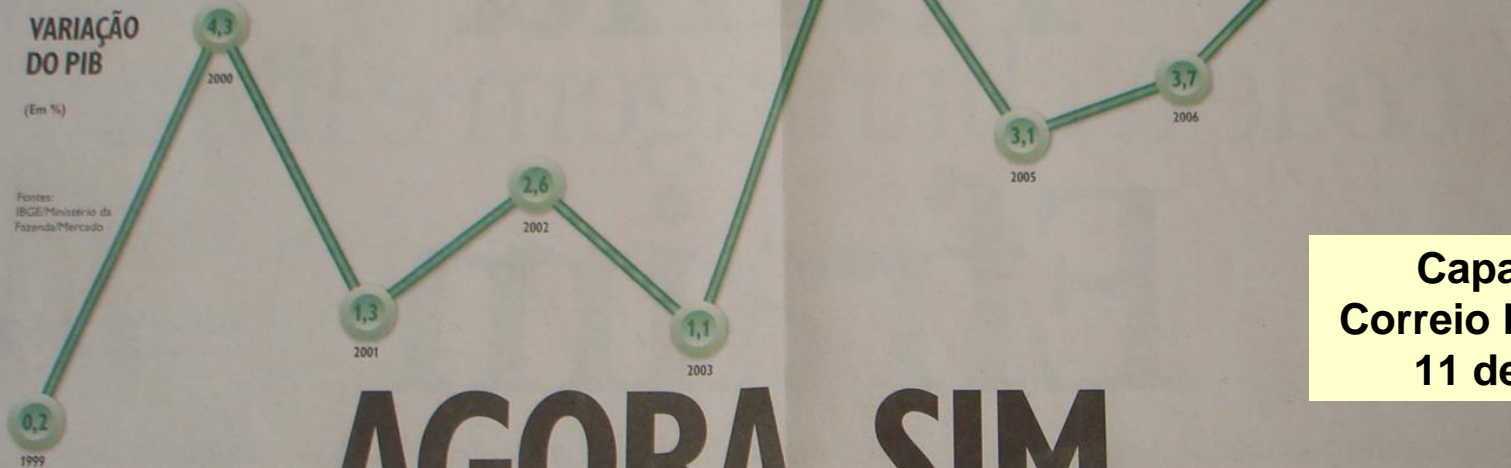 VARIAÇÃO
DO PIB
(Em %)
Fontes:
IBGE/Ministério da
Fazenda/Mercado
0,2
1999
4,3
2000
1,3
2001
2,6
2002
1,1
2003
3,1
2005
3,7
2006
AGORA, SIM
Capa
Correio
11 de